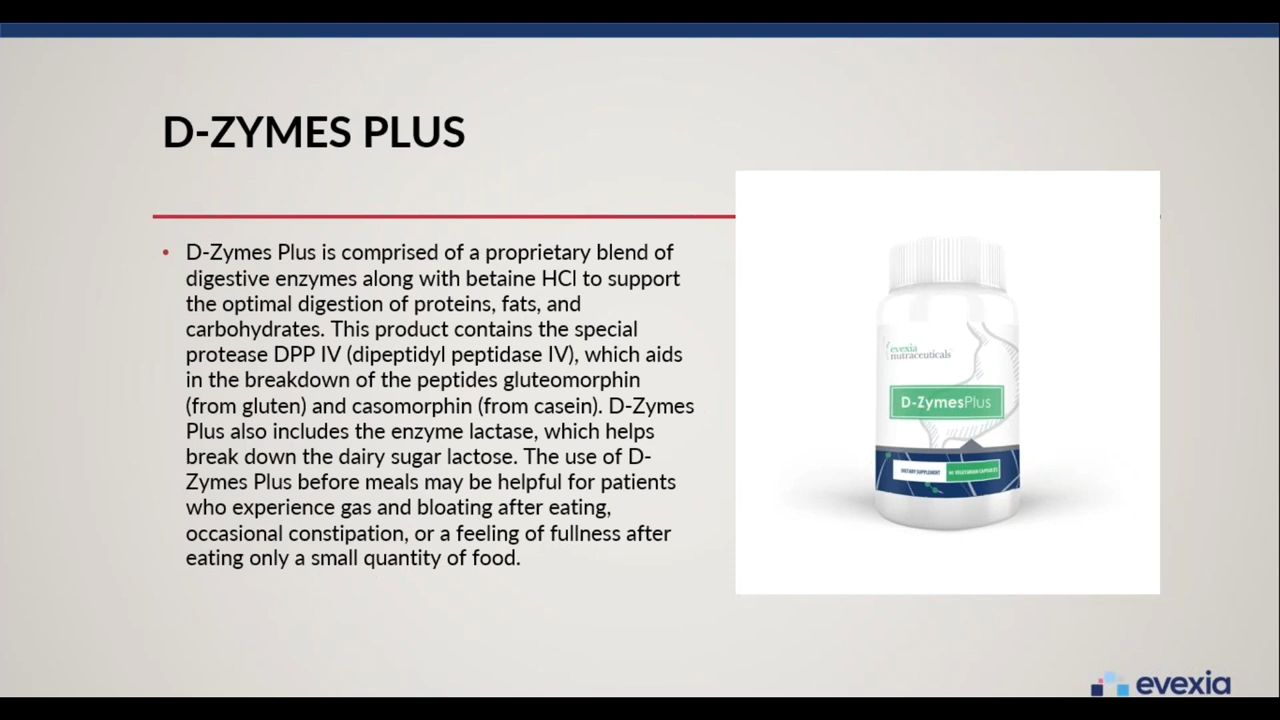 D-ZYMES PLUS
• D-Zymes Plus is comprised of a proprietary blend of
digestive enzymes along with betaine HCl to support
the optimal digestion of proteins, fats, and
carbohydrates. This product contains the special
protease DPP IV (dipeptidyl peptidase IV), which aids
in the breakdown of the peptides gluteomorphin
(from gluten) and casomorphin (from casein). D-Zymes
Plus also includes the enzyme lactase, which helps
break down the dairy sugar lactose. The use of D-
Zymes Plus before meals may be helpful for patients
who experience gas and bloating after eating,
occasional constipation, or a feeling of fullness after
eating only a small quantity of food.
evexia
nutraceuticals
D-ZymesPlus
DIETARY SUPPLEMENT
VEGETARIAN CAPSULES
evexia